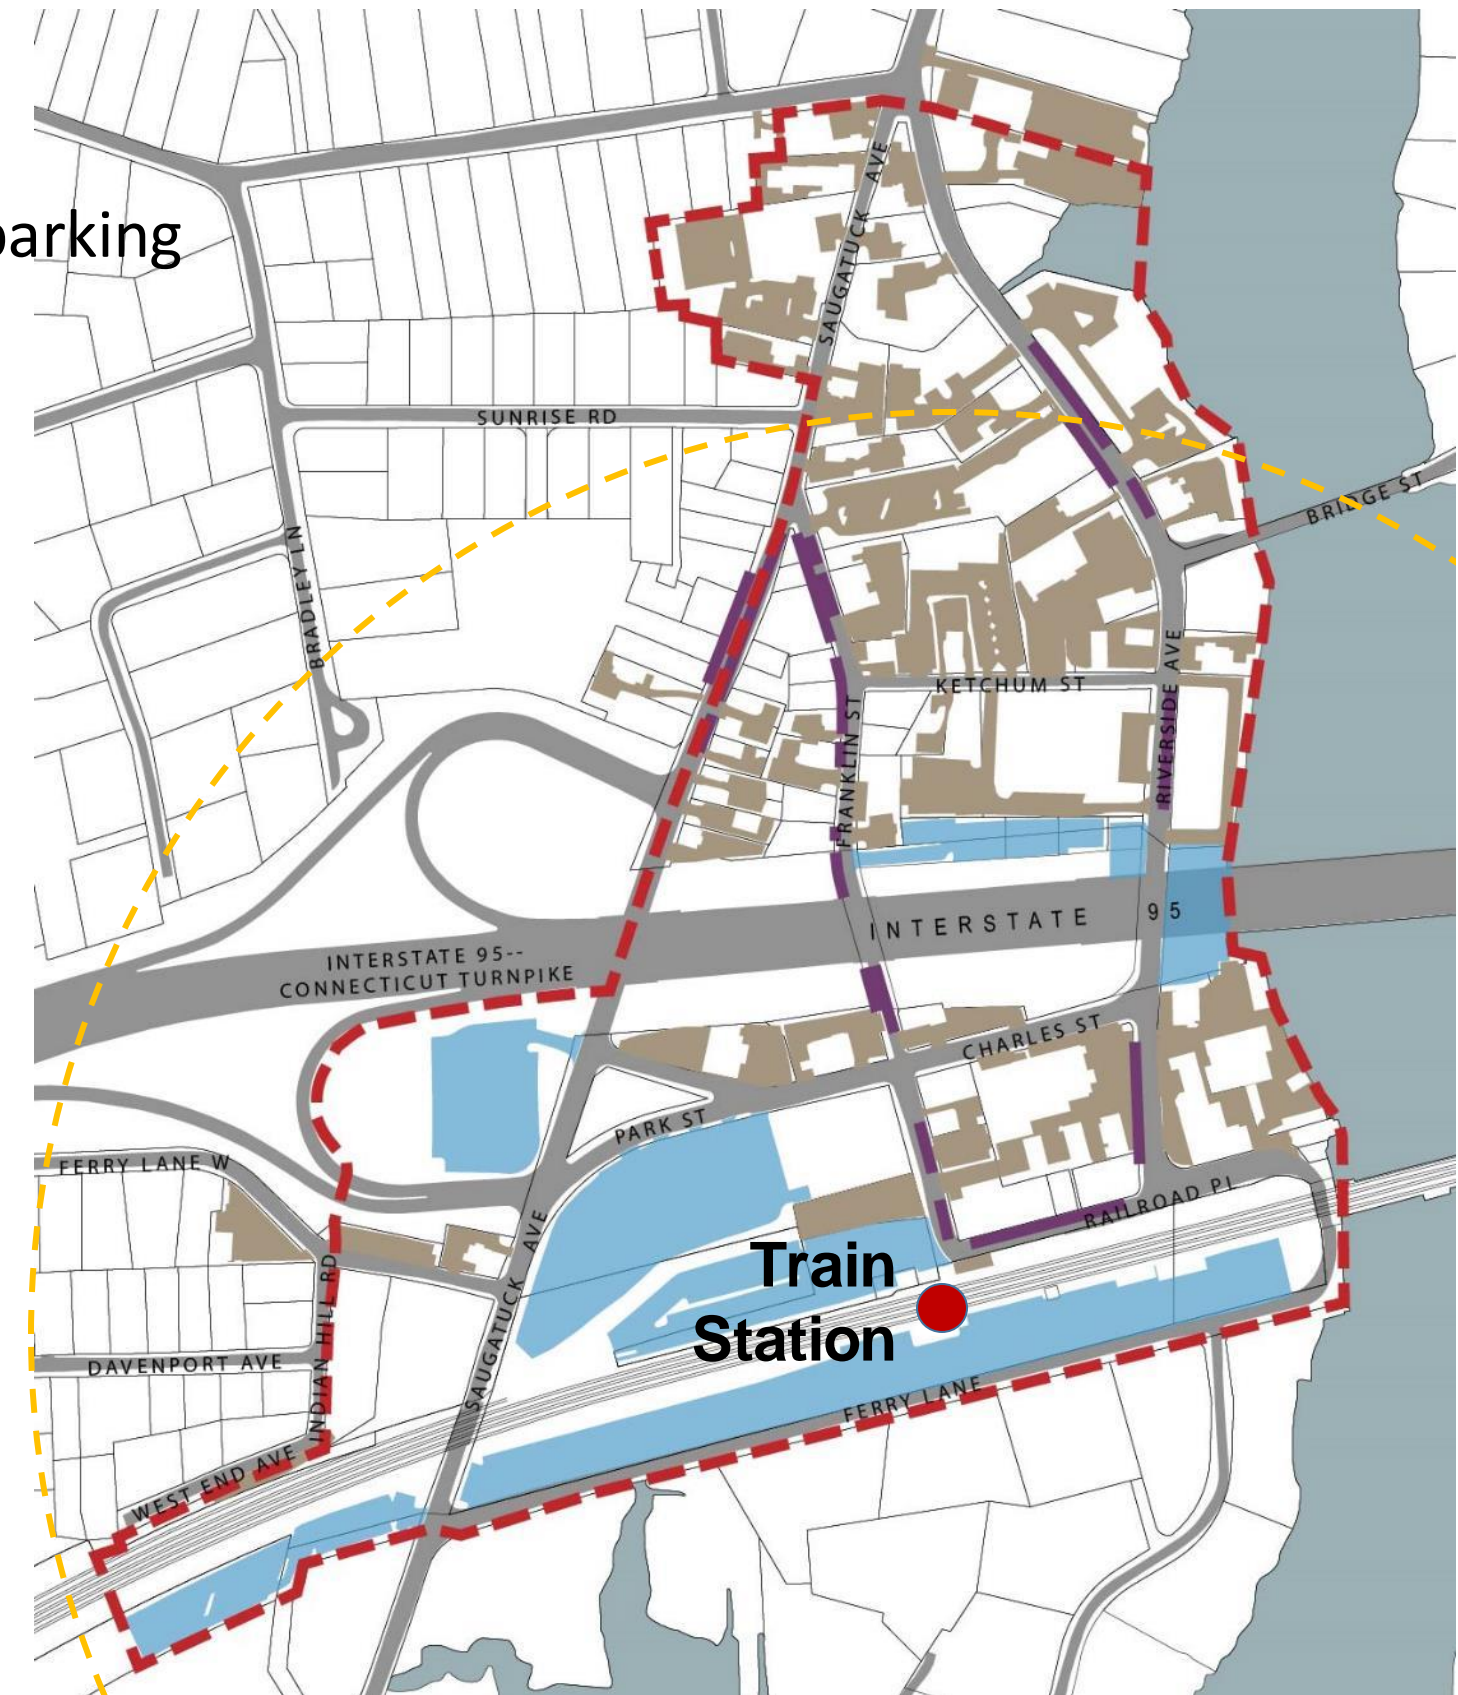 parking
SAUGATUCK AVE
SUNRISE RD
BRIDGE ST
BRADLEY LN
KETCHUM ST
RIVERSIDE AVE
FRANKLIN ST
INTERSTATE 95
INTERSTATE 95--
CONNECTICUT TURNPIKE
CHARLES ST
PARK ST
FERRY LANE W
RAILROAD PL
Train
Station
SAUGATUCK AVE
INDIAN HILL RD
DAVENPORT AVE
FERRY LANE
WEST END AVE